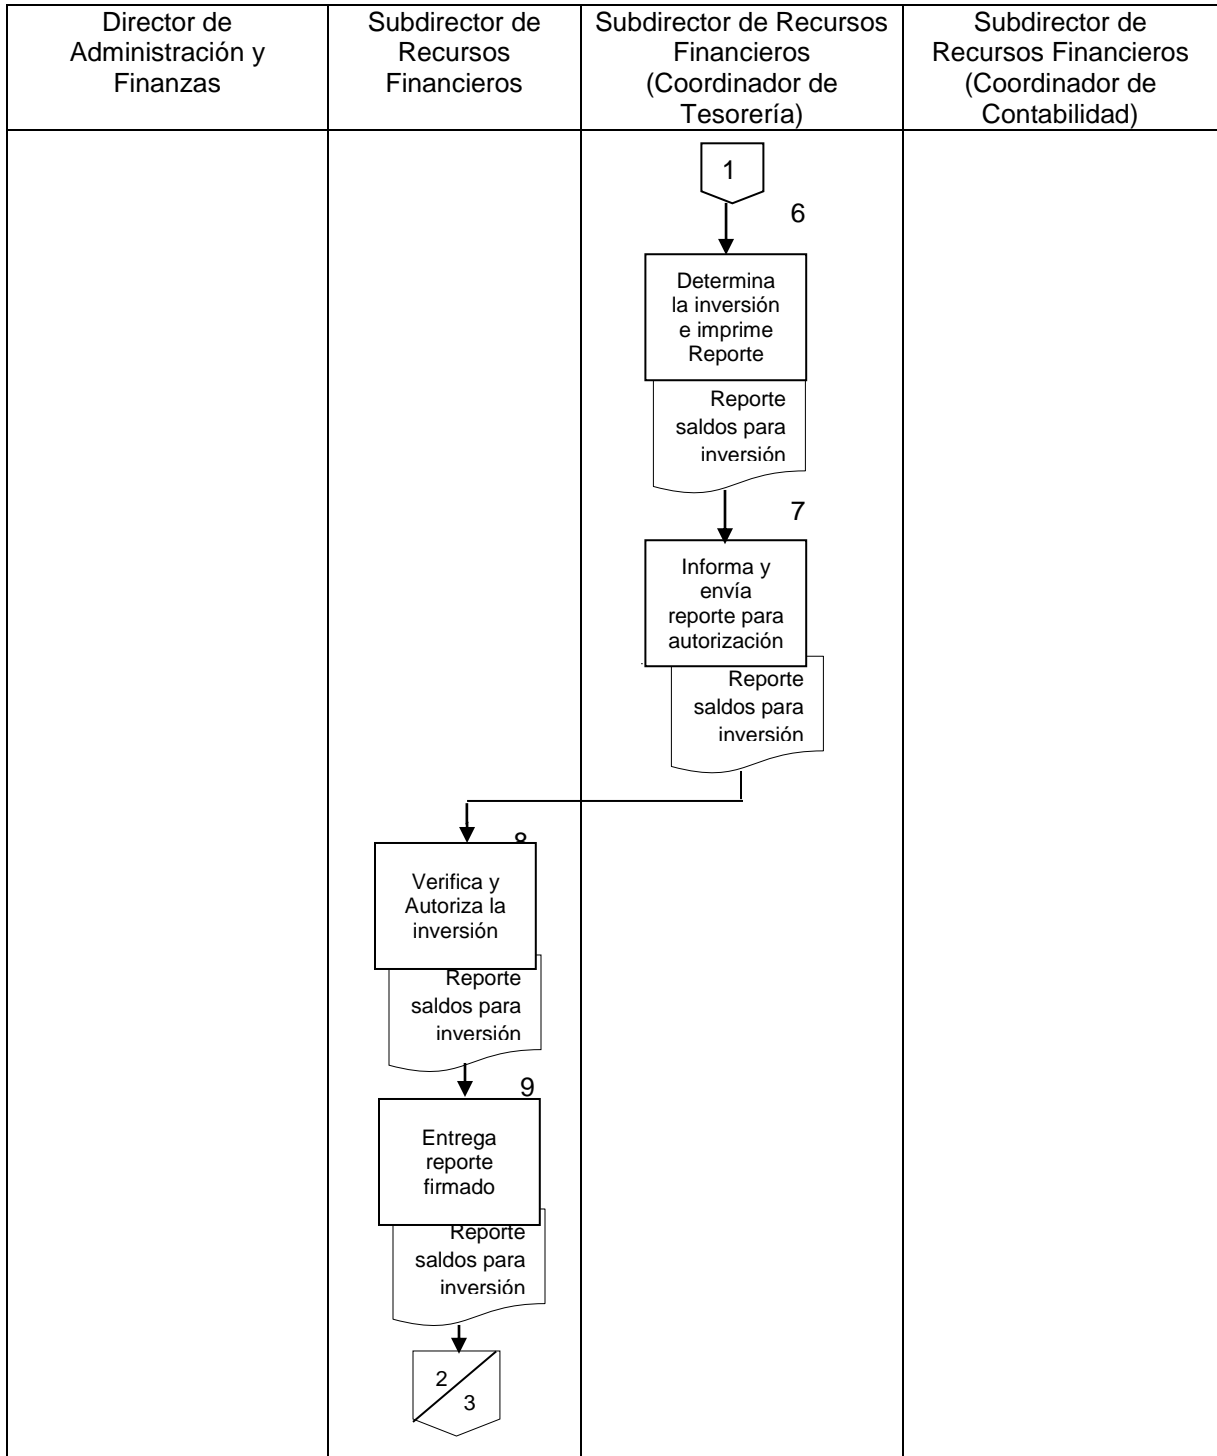 Director de
Administración y
Finanzas
Subdirector de
Recursos
Financieros
Subdirector de Recursos
Financieros
(Coordinador de
Tesorería)
Subdirector de
Recursos Financieros
(Coordinador de
Contabilidad)
1
6
Determina
la inversión
e imprime
Reporte
Reporte
saldos para
inversión
7
Informa y
envía
reporte para
autorización
Reporte
saldos para
inversión
8
Verifica y
Autoriza la
inversión
Reporte
saldos para
inversión
9
Entrega
reporte
firmado
Reporte
saldos para
inversión
2
3